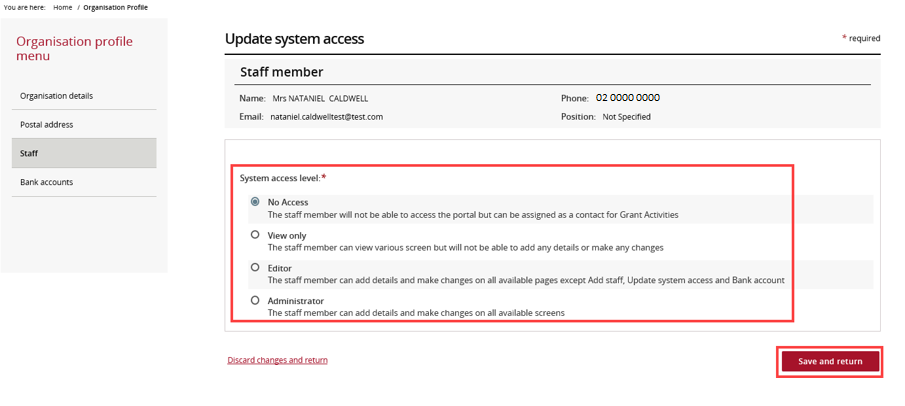 You are here: Home / Organisation Profile
Organisation profile
menu
Organisation details
Postal address
Staff
Bank accounts
Update system access
* required
Staff member
Name: Mrs NATANIEL CALDWELL
Phone: 02 0000 0000
Email: nataniel.caldwelltest@test.com
Position: Not Specified
System access level:*
No Access
The staff member will not be able to access the portal but can be assigned as a contact for Grant Activities
View only
The staff member can view various screen but will not be able to add any details or make any changes
Editor
The staff member can add details and make changes on all available pages except Add staff, Update system access and Bank account
Administrator
The staff member can add details and make changes on all available screens
Discard changes and return
Save and return